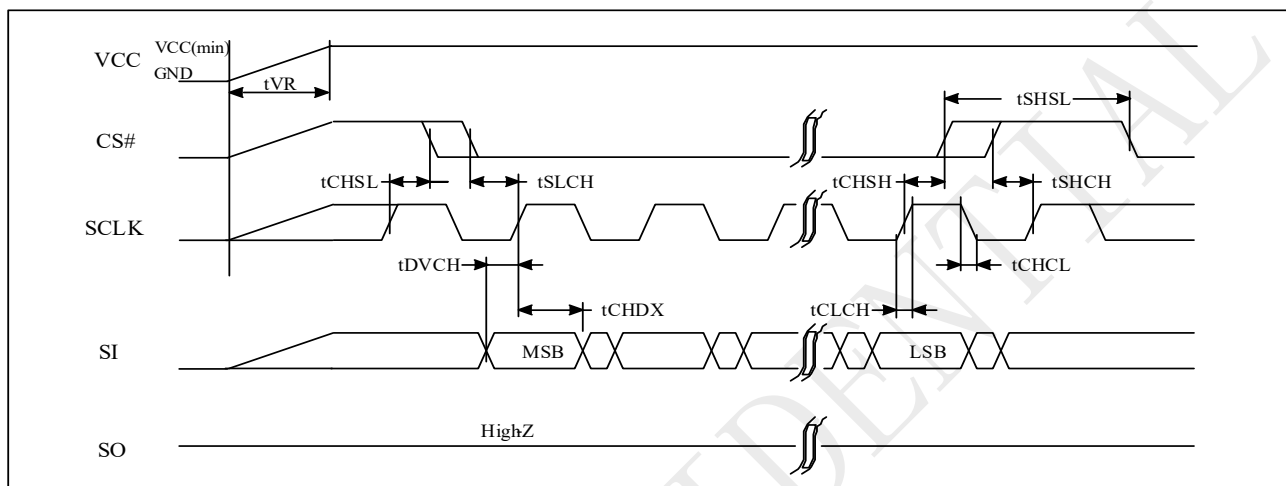 VCC
VCC(min)
GND
tVR
CS#
tSHSL
tCHSL
tSLCH
tCHSH
tSHCH
SCLK
tDVCH
tCHCL
tCHDX
tCLCH
SI
MSB
LSB
High-Z
SO
DENTIAL